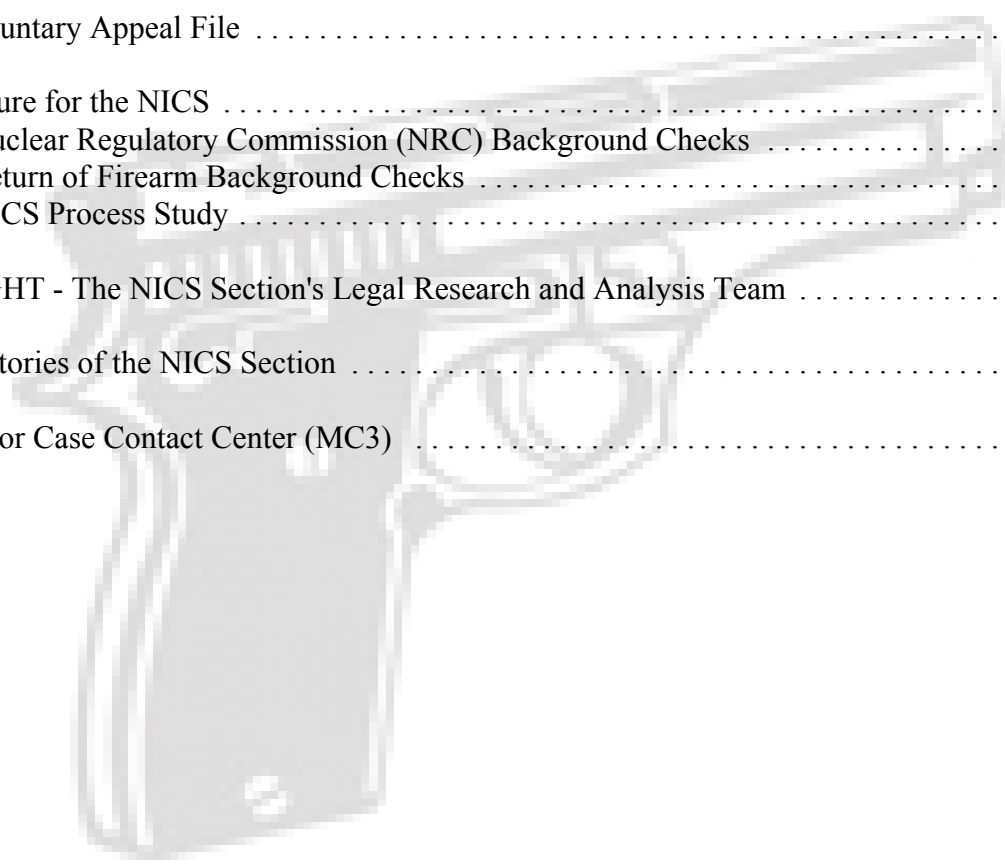 untary Appeal File . . . . . . . . . . . . . . . . . . . . . . . . . . . . . . . . . . . . . . . . . . . . . . .
ure for the NICS . . . . . . . . . . . . . . . . . . . . . . . . . . . . . . . . . . . . . . . . . . . . . . . . .
uclear Regulatory Commission (NRC) Background Checks . . . . . . . . . . . . . .
eturn of Firearm Background Checks . . . . . . . . . . . . . . . . . . . . . . . . . . . . . . . . .
CS Process Study . . . . . . . . . . . . . . . . . . . . . . . . . . . . . . . . . . . . . . . . . . . . . . . .
GHT - The NICS Section's Legal Research and Analysis Team . . . . . . . . . . . .
tories of the NICS Section . . . . . . . . . . . . . . . . . . . . . . . . . . . . . . . . . . . . . . . . .
or Case Contact Center (MC3) . . . . . . . . . . . . . . . . . . . . . . . . . . . . . . . . . . . . .